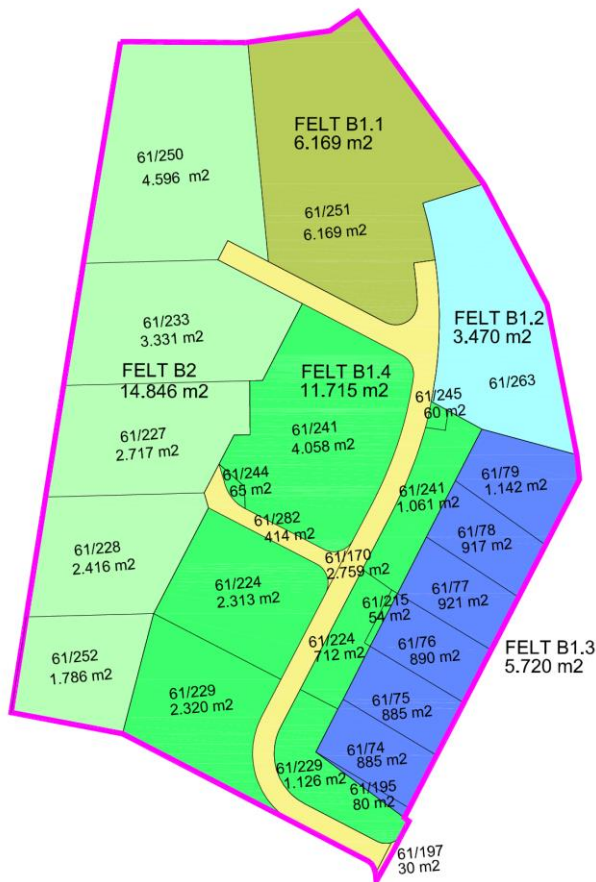 FELT B1.1
6.169 m2
61/250
4.596 m2
61/251
6.169 m2
61/233
3.331 m2
FELT B1.2
3.470 m2
FELT B2
14.846 m2
FELT B1.4
11.715 m2
61/263
61/245
60 m2
61/241
4.058 m2
61/227
2.717 m2
61/244
65 m2
61/79
1.142 m2
61/241
1.061 m2
61/282
414 m2
61/78
917 m2
61/228
2.416 m2
61/170
2.759 m2
61/224
2.313 m2
61/77
921 m2
61/215
54 m2
61/224
712 m2
61/76
890 m2
FELT B1.3
5.720 m2
61/252
1.786 m2
61/229
2.320 m2
61/75
885 m2
61/74
885 m2
61/229
1.126 m2
61/195
80 m2
61/197
30 m2